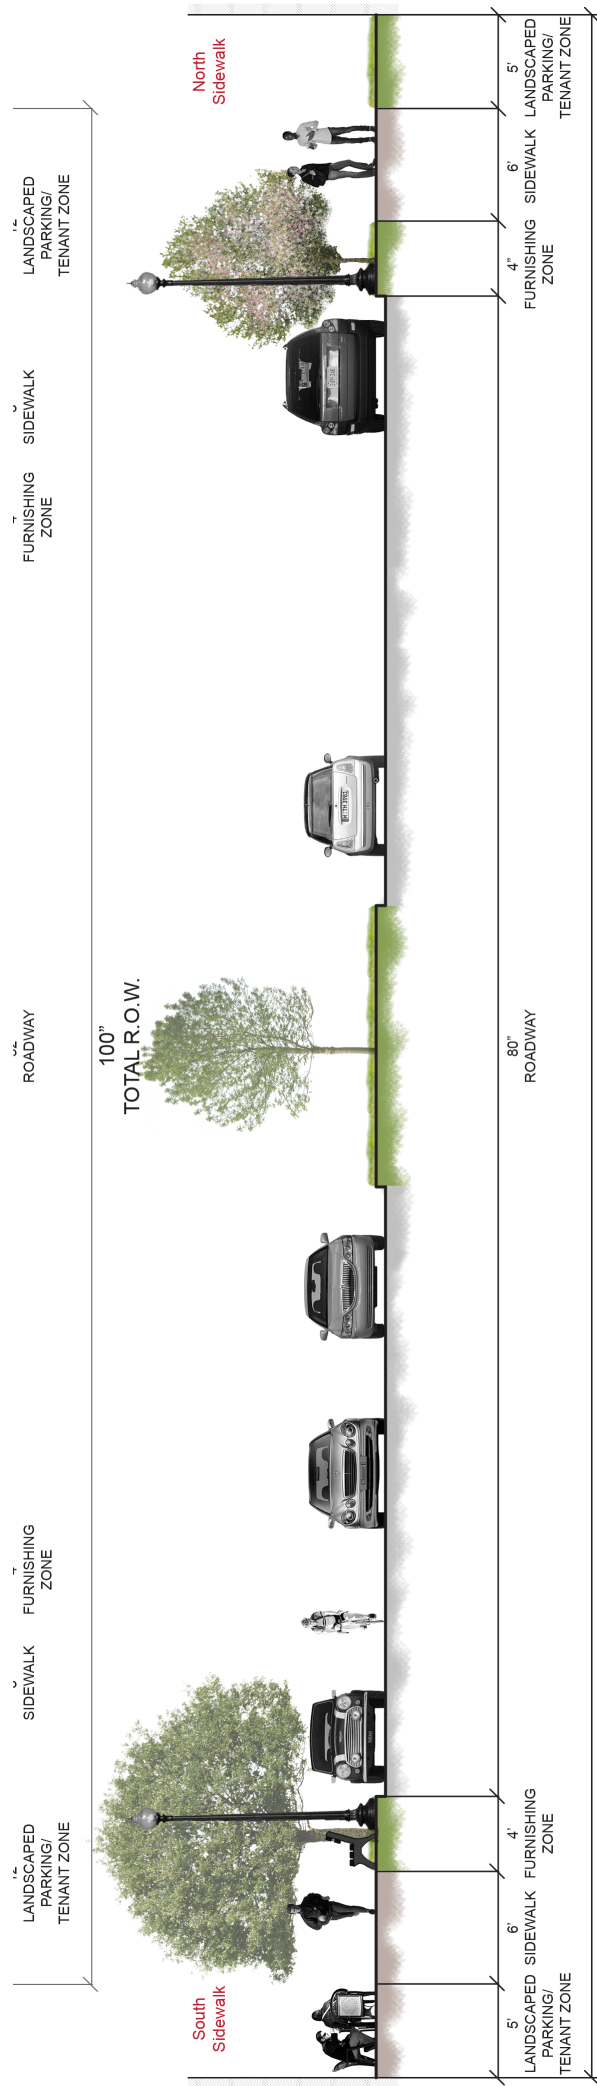 LANDSCAPED
PARKING/
TENANT ZONE
SIDEWALK
FURNISHING
ZONE
ROADWAY
FURNISHING
ZONE
SIDEWALK
LANDSCAPED
PARKING/
TENANT ZONE
100”
TOTAL R.O.W.
South
Sidewalk
North
Sidewalk
5'
LANDSCAPED
PARKING/
TENANT ZONE
6'
SIDEWALK
4'
FURNISHING
ZONE
80”
ROADWAY
4”
FURNISHING
ZONE
6'
SIDEWALK
5'
LANDSCAPED
PARKING/
TENANT ZONE